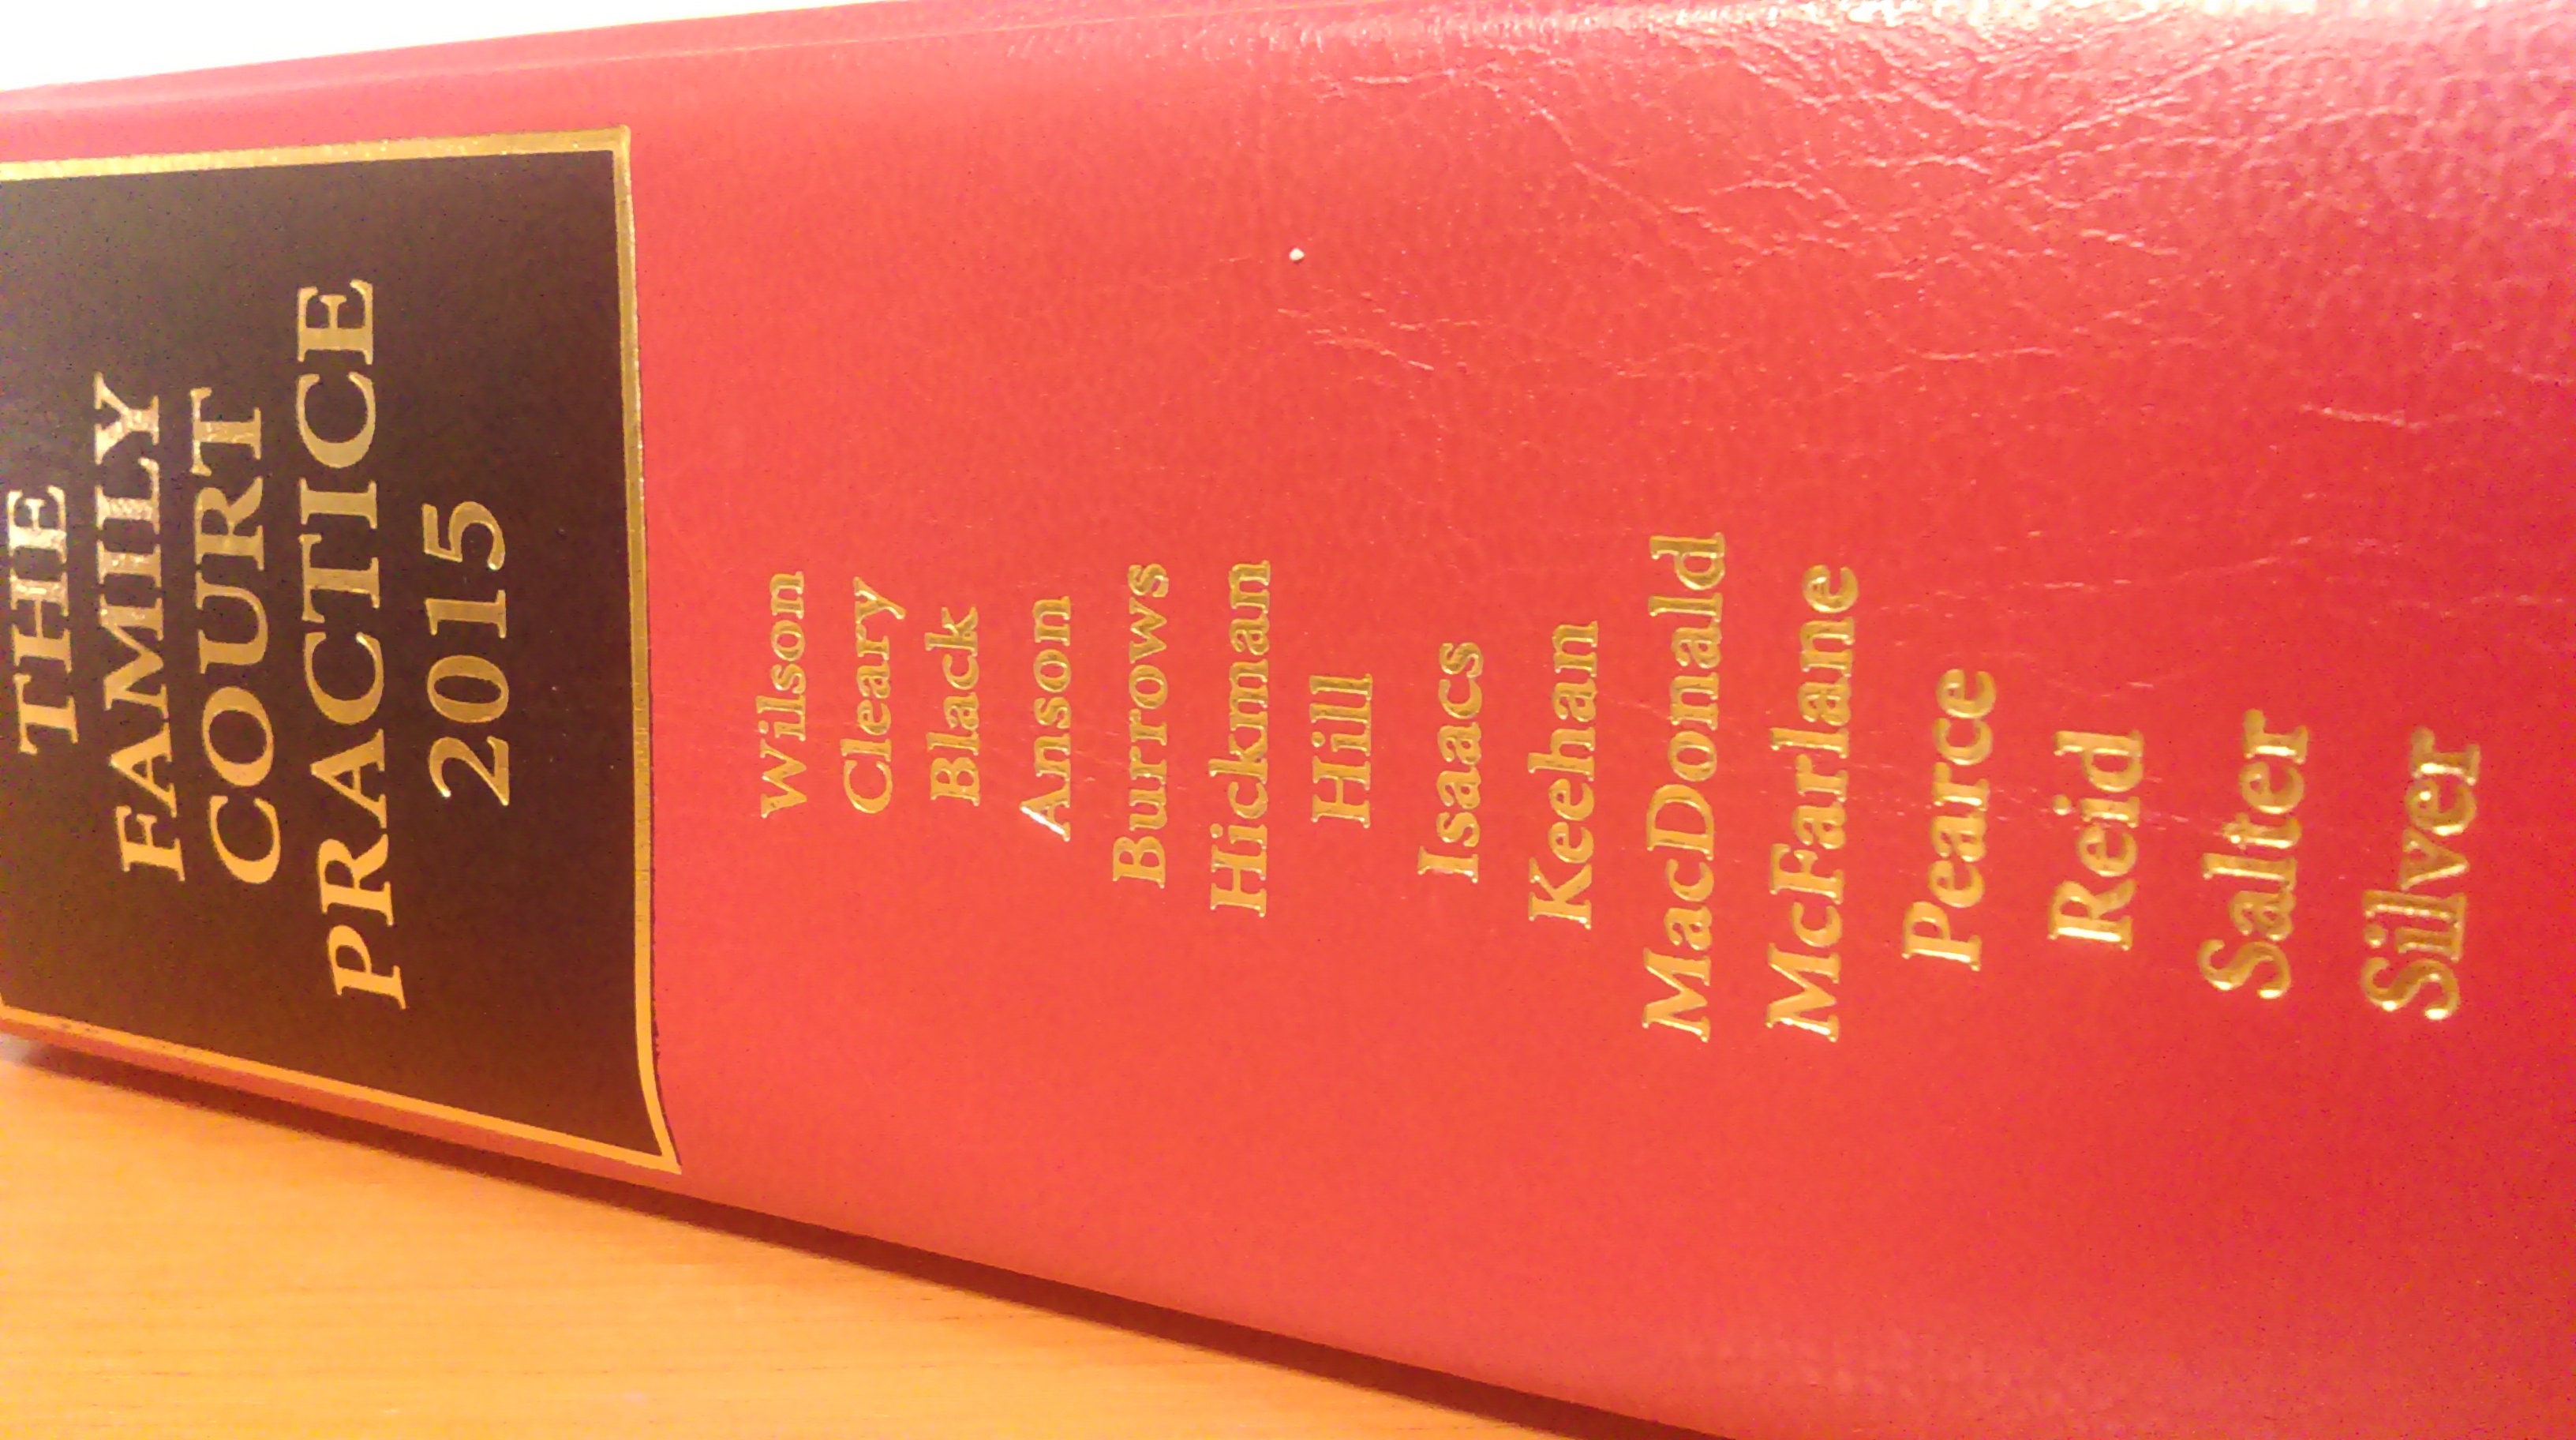 THE
FAMILY
COURT
PRACTICE
2015
Wilson
Cleary
Black
Anson
Burrows
Hickman
Hill
Isaacs
Keehan
MacDonald
McFarlane
Pearce
Reid
Salter
Silver